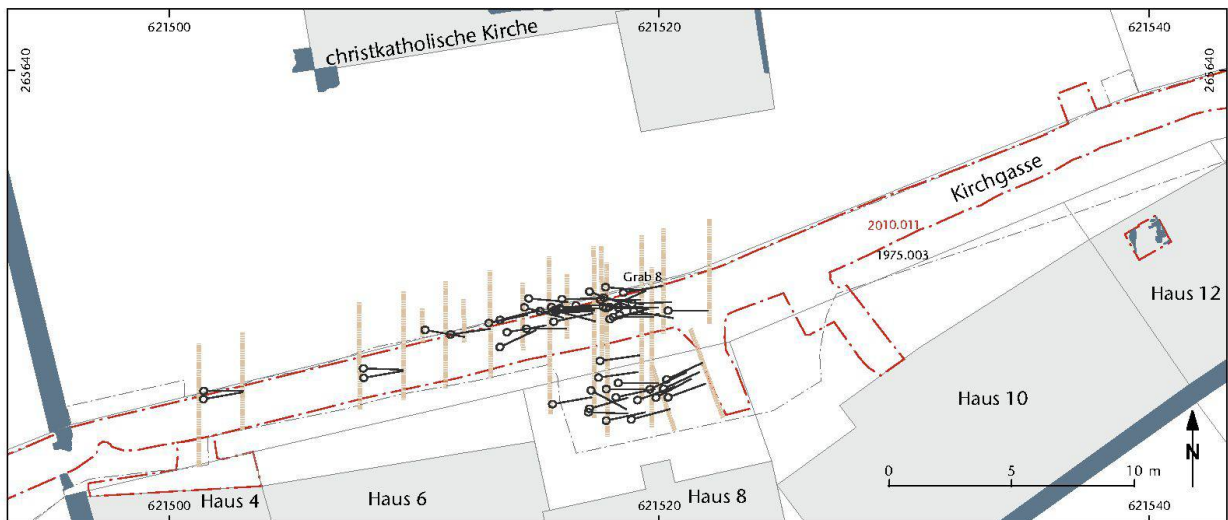 621500
621520
621540
christkatholische Kirche
265640
265640
Kirchgasse
2010.011
1975.003
Grab 8
Haus 12
Haus 10
N
0
5
10 m
Haus 4
Haus 6
Haus 8
621500
621520
621540